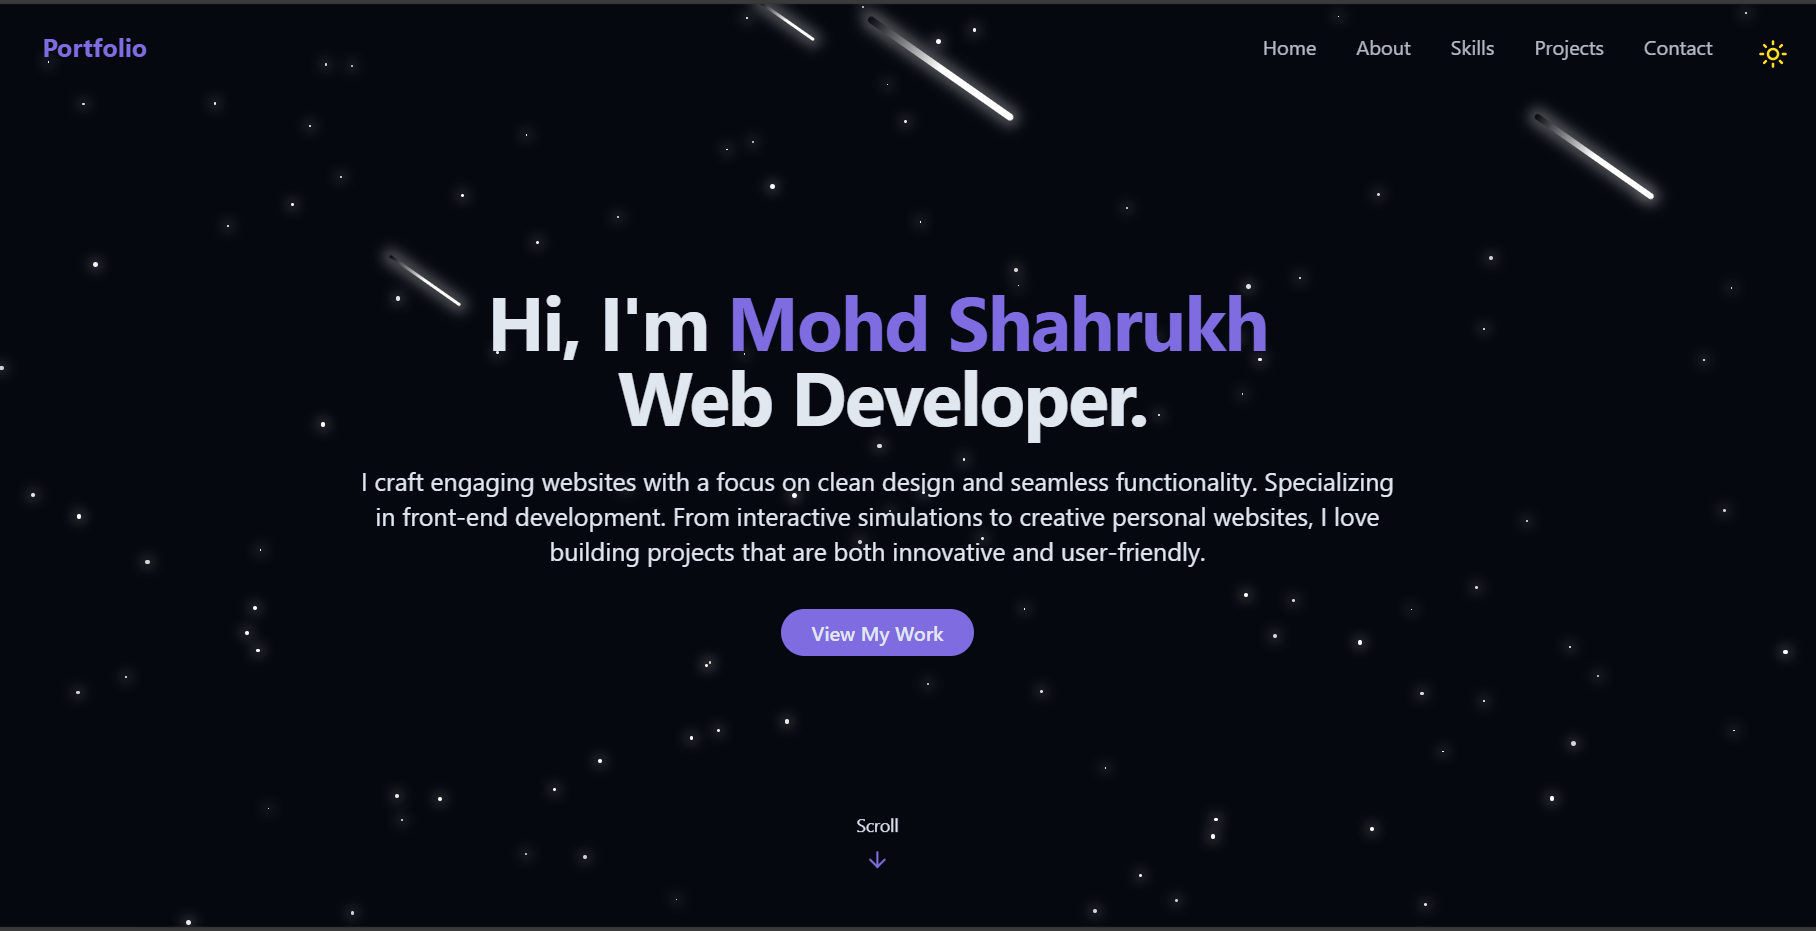 Portfolio
Home About Skills Projects Contact
Hi, I'm Mohd Shahrukh
Web Developer.
I craft engaging websites with a focus on clean design and seamless functionality. Specializing
in front-end development. From interactive simulations to creative personal websites, I love
building projects that are both innovative and user-friendly.
View My Work
Scroll